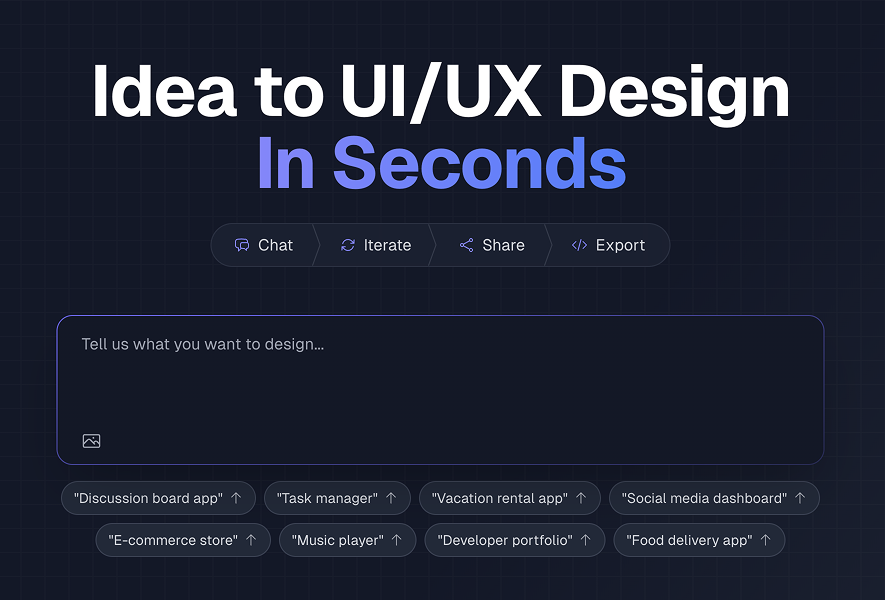 Idea to UI/UX Design
In Seconds
Chat Iterate Share Export
Tell us what you want to design...
"Discussion board app" "Task manager" "Vacation rental app" "Social media dashboard"
"E-commerce store" "Music player" "Developer portfolio" "Food delivery app"